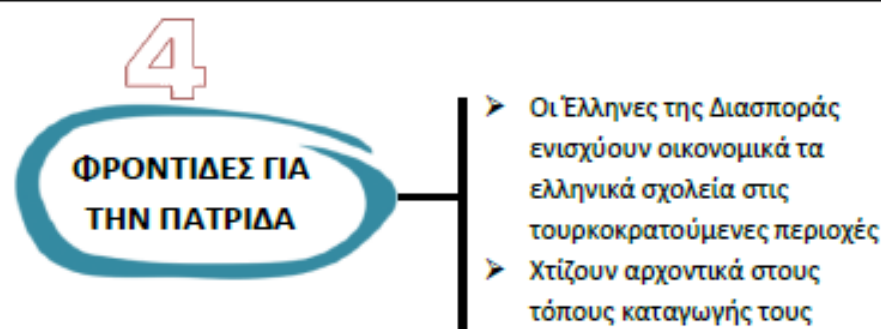 4
ΦΡΟΝΤΙΔΕΣ ΓΙΑ
ΤΗΝ ΠΑΤΡΙΔΑ
➢ Οι Έλληνες της Διασποράς
ενισχύουν οικονομικά τα
ελληνικά σχολεία στις
τουρκοκρατούμενες περιοχές
➢ Χτίζουν αρχοντικά στους
τόπους καταγωγής τους